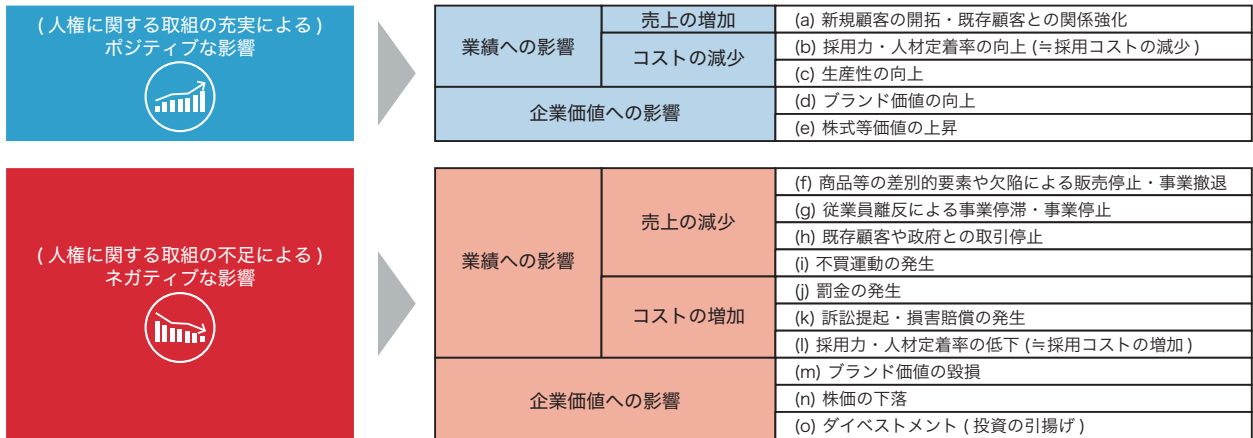 (人権に関する取組の充実による)
ポジティブな影響
業績への影響
売上の増加
(a) 新規顧客の開拓・既存顧客との関係強化
コストの減少
(b) 採用力・人材定着率の向上 (≒採用コストの減少)
(c) 生産性の向上
企業価値への影響
(d) ブランド価値の向上
(e) 株式等価値の上昇
(人権に関する取組の不足による)
ネガティブな影響
業績への影響
売上の減少
(f) 商品等の差別的要素や欠陥による販売停止・事業撤退
(g) 従業員離反による事業停滞・事業停止
(h) 既存顧客や政府との取引停止
(i) 不買運動の発生
コストの増加
(j) 罰金の発生
(k) 訴訟提起・損害賠償の発生
(l) 採用力・人材定着率の低下 (≒採用コストの増加)
企業価値への影響
(m) ブランド価値の毀損
(n) 株価の下落
(o) ダイベストメント (投資の引揚げ)